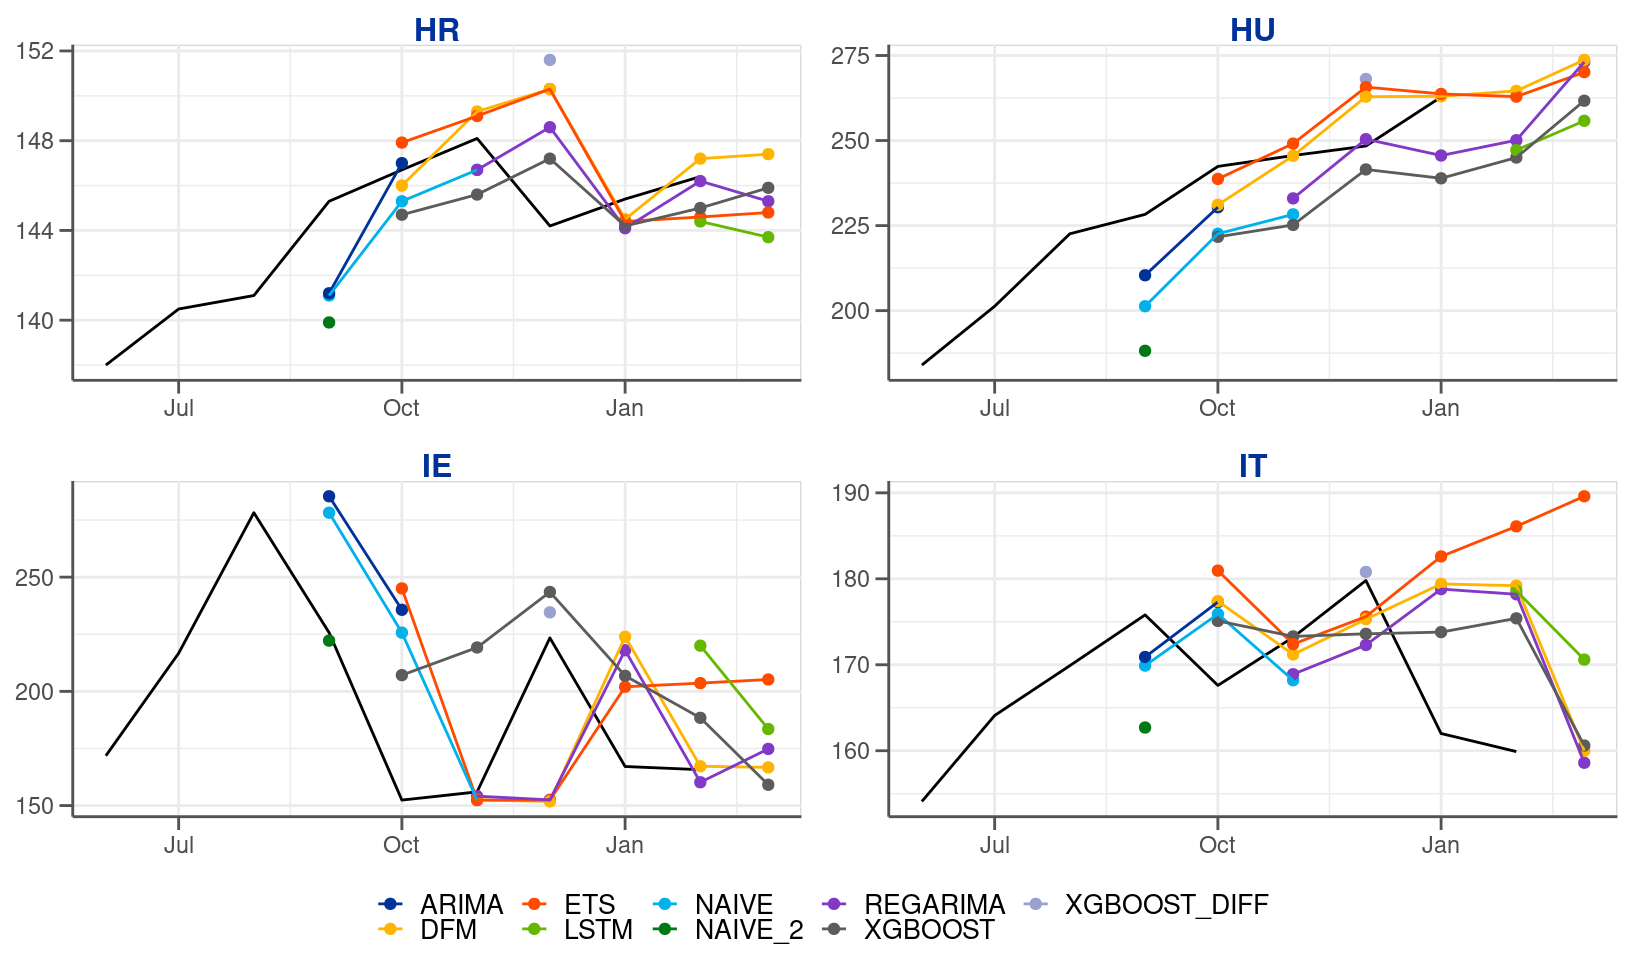 HR
HU
152
148
144
140
Jul Oct Jan
275
250
225
200
Jul Oct Jan
IE
IT
250
200
150
Jul Oct Jan
190
180
170
160
Jul Oct Jan
ARIMA ETS NAIVE REGARIMA XGBOOST_DIFF
DFM LSTM NAIVE_2 XGBOOST